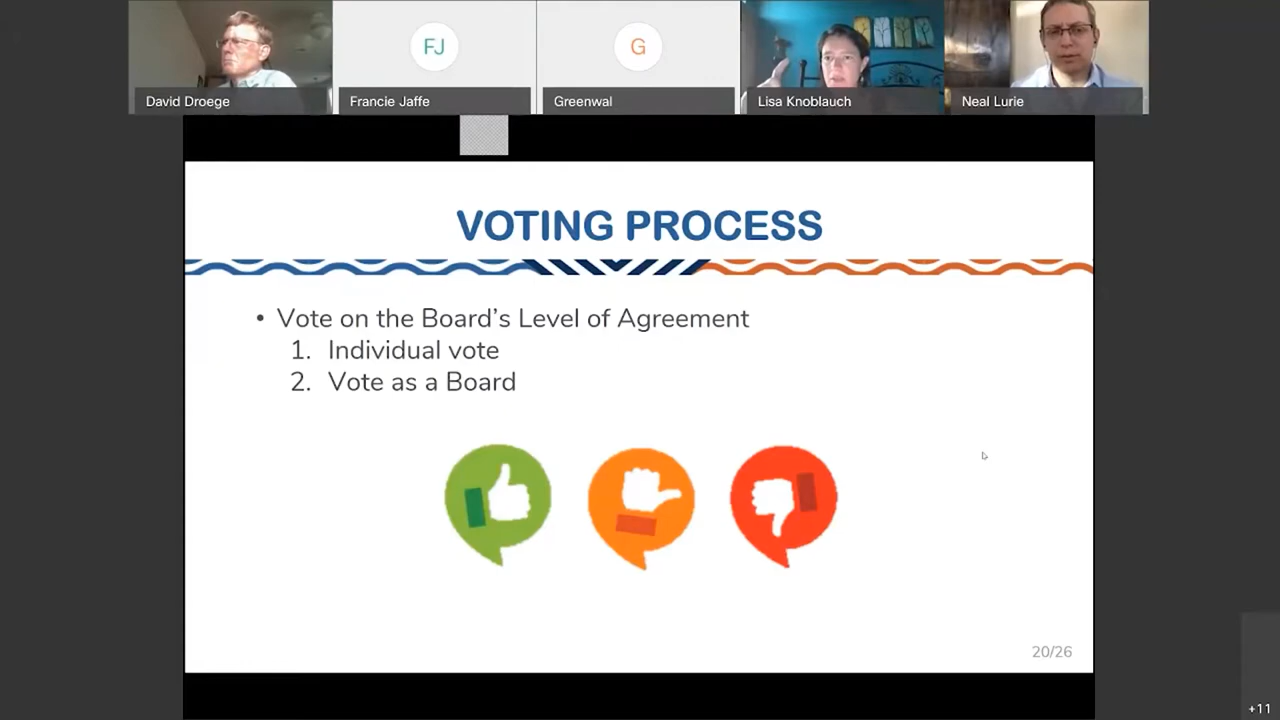 FJ
G
David Droege
Francie Jaffe
Greenwal
Lisa Knoblauch
Neal Lurie
VOTING PROCESS
• Vote on the Board's Level of Agreement
1. Individual vote
2. Vote as a Board
20/26
+11